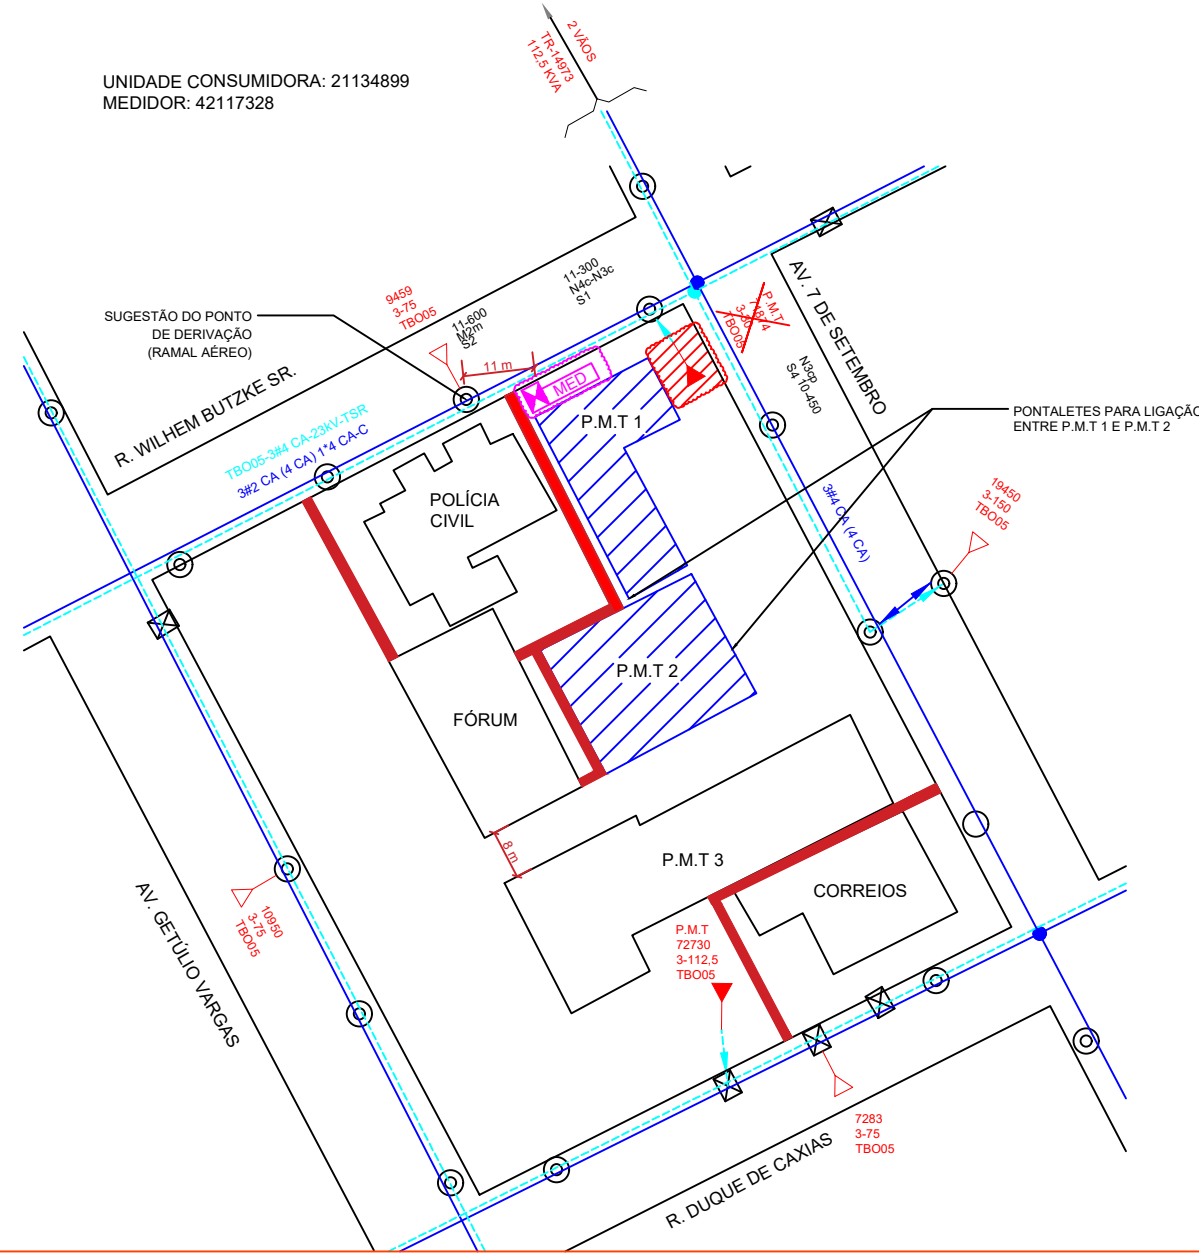 UNIDADE CONSUMIDORA: 21134899
MEDIDOR: 42117328
2 VÃOS
TR-14973
112,5 KVA
SUGESTÃO DO PONTO
DE DERIVAÇÃO
(RAMAL AÉREO)
9459
3-75
TBO05
11-600
M2m
S2
11-300
N4c-N3c
S1
P.M.T
TBO05
AV. 7 DE SETEMBRO
N3cp
S4 10-450
11 m
MED
R. WILHEM BUTZKE SR.
TBO05-3#4 CA-23kV-TSR
3#2 CA (4 CA) 1*4 CA-C
P.M.T 1
PONTALETES PARA LIGAÇÃO
ENTRE P.M.T 1 E P.M.T 2
POLÍCIA
CIVIL
3#4 CA (4 CA)
19450
3-150
TBO05
P.M.T 2
FÓRUM
8 m
P.M.T 3
CORREIOS
AV. GETÚLIO VARGAS
10950
3-75
TBO05
P.M.T
72730
3-112,5
TBO05
7283
3-75
TBO05
R. DUQUE DE CAXIAS